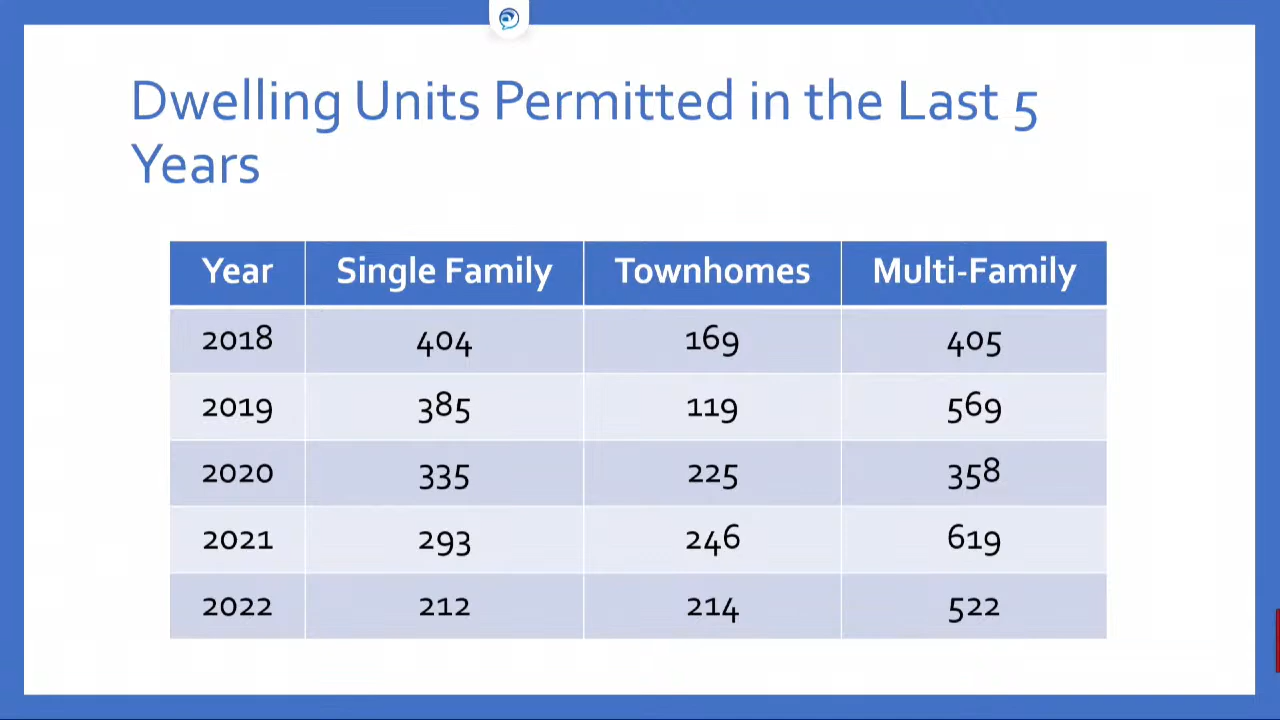 Dwelling Units Permitted in the Last 5
Years
Year Single Family Townhomes Multi-Family
2018 404 169 405
2019 385 119 569
2020 335 225 358
2021 293 246 619
2022 212 214 522